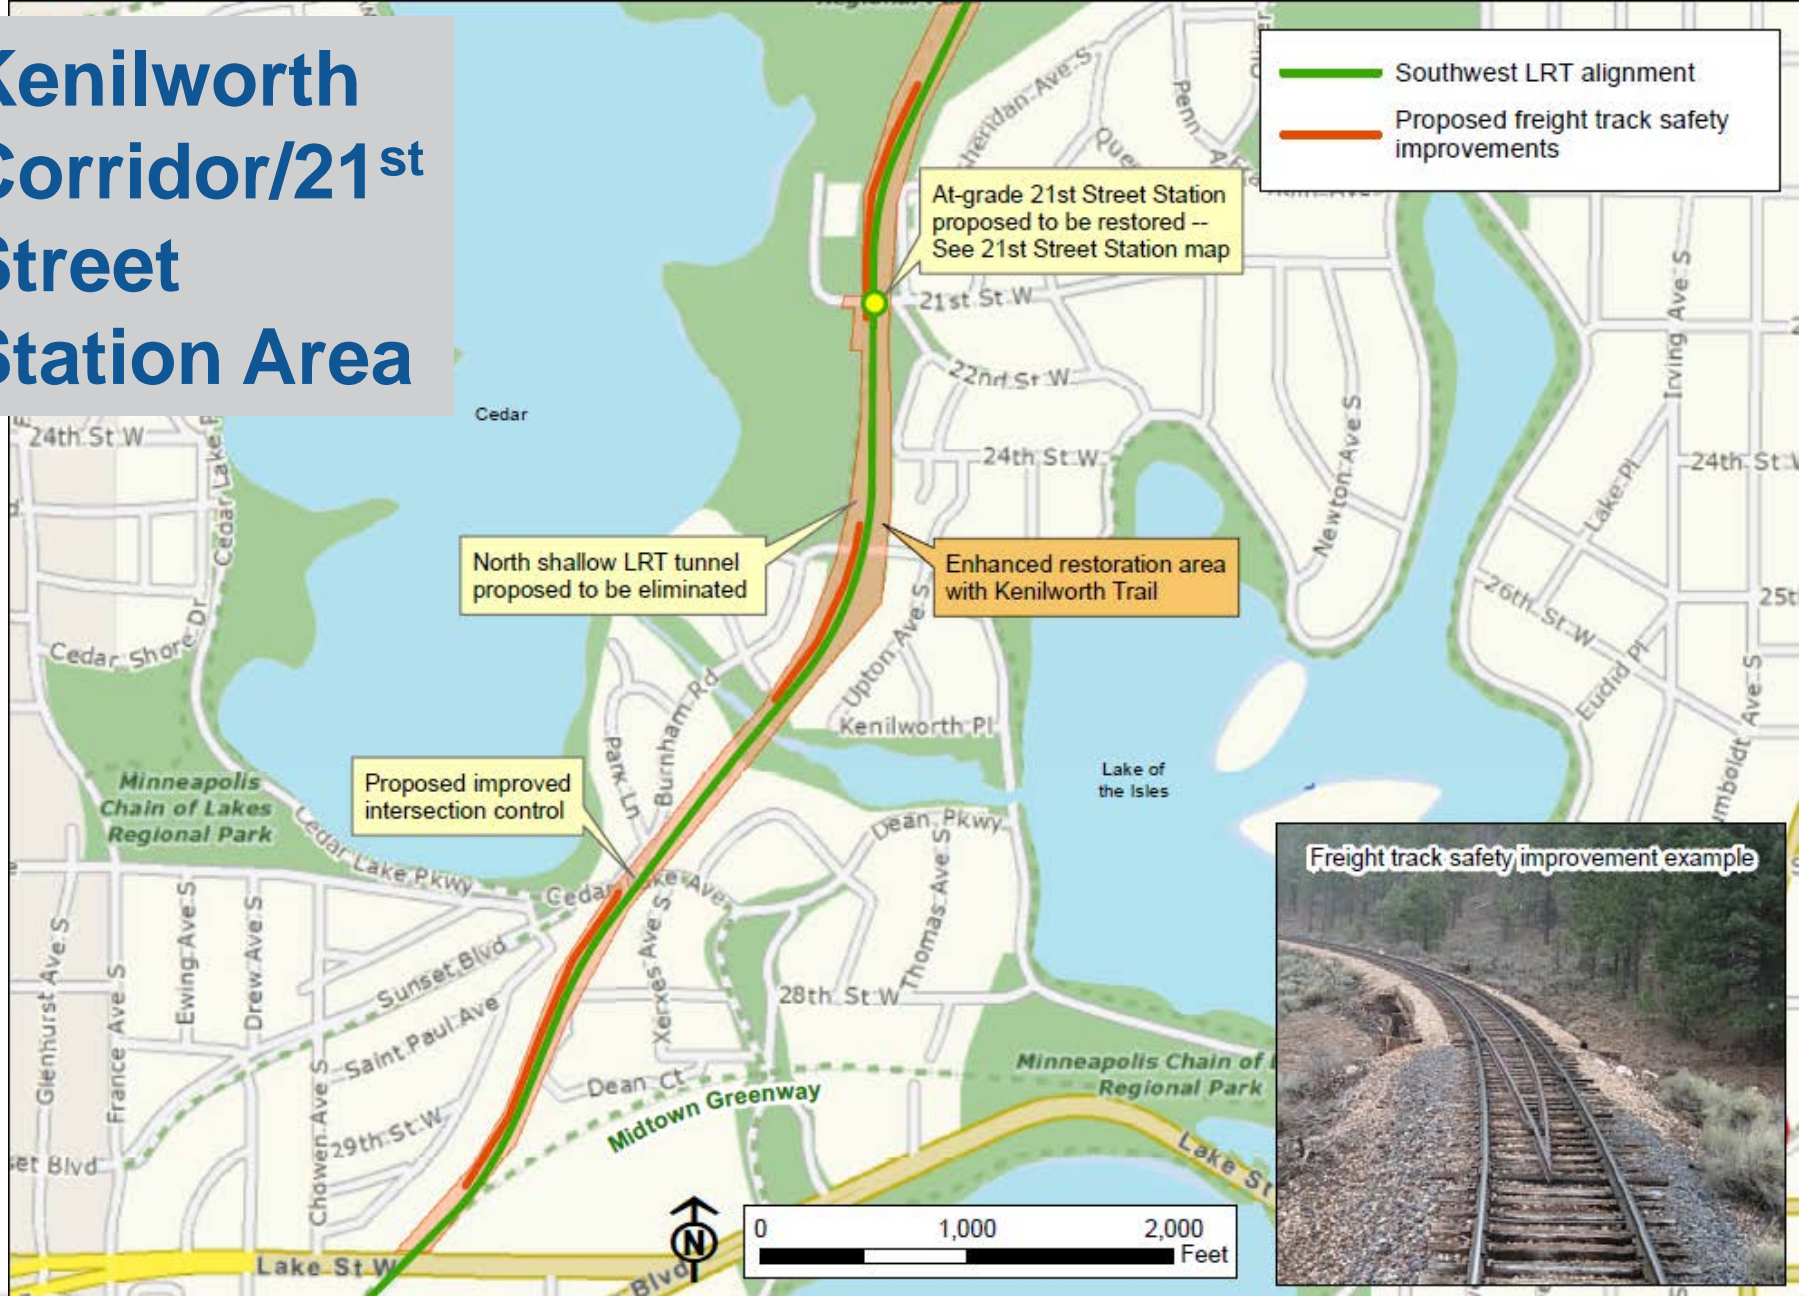 Kenilworth
Corridor/21st
Street
Station Area
Southwest LRT alignment
Proposed freight track safety
improvements
At-grade 21st Street Station
proposed to be restored --
See 21st Street Station map
North shallow LRT tunnel
proposed to be eliminated
Enhanced restoration area
with Kenilworth Trail
Proposed improved
intersection control
Freight track safety improvement example
Cedar
Lake of
the Isles
Minneapolis
Chain of Lakes
Regional Park
Minneapolis Chain of
Regional Park
Midtown Greenway
Penn
21st St W
22nd St W
24th St W
24th St W
24th St
Irving Ave S
Newton Ave S
Lake Pl
26th St W
Euclid Pl
Upton Ave S
Kenilworth Pl
Burnham Rd
Park Ln
Cedar Lake
Cedar Shore Dr
Cedar Lake Pkwy
Dean Pkwy
Thomas Ave S
Xerxes Ave S
28th St W
Dean Ct
Sunset Blvd
Saint Paul Ave
29th St W
Chowen Ave S
Drew Ave S
Ewing Ave S
France Ave S
Glenhurst Ave S
Blvd
Lake St W
Lake St
Blvd
N
0 1,000 2,000
Feet